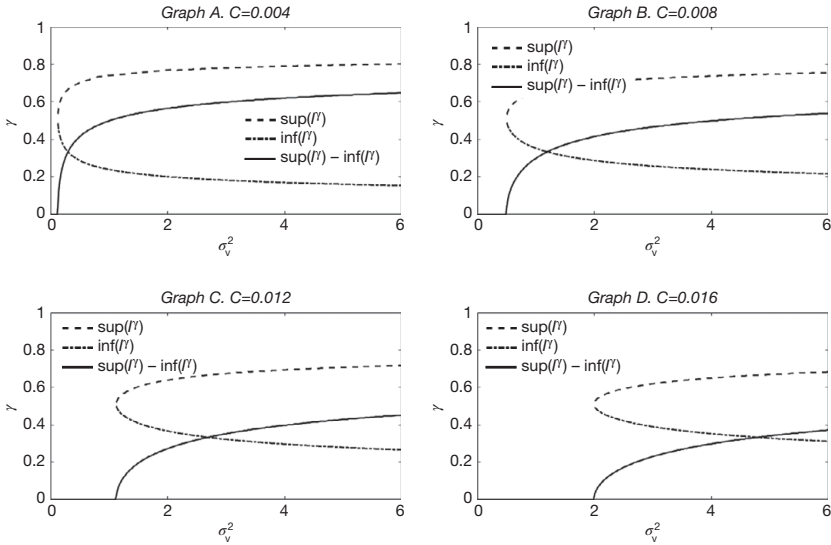 Graph A. C=0.004
1
0.8
0.6
γ
0.4
0.2
0
sup(Iᵞ)
inf(Iᵞ)
sup(Iᵞ) − inf(Iᵞ)
0 2 4 6
σᵥ²
Graph B. C=0.008
1
0.8
0.6
γ
0.4
0.2
0
sup(Iᵞ)
inf(Iᵞ)
sup(Iᵞ) − inf(Iᵞ)
0 2 4 6
σᵥ²
Graph C. C=0.012
1
0.8
0.6
γ
0.4
0.2
0
sup(Iᵞ)
inf(Iᵞ)
sup(Iᵞ) − inf(Iᵞ)
0 2 4 6
σᵥ²
Graph D. C=0.016
1
0.8
0.6
γ
0.4
0.2
0
sup(Iᵞ)
inf(Iᵞ)
sup(Iᵞ) − inf(Iᵞ)
0 2 4 6
σᵥ²